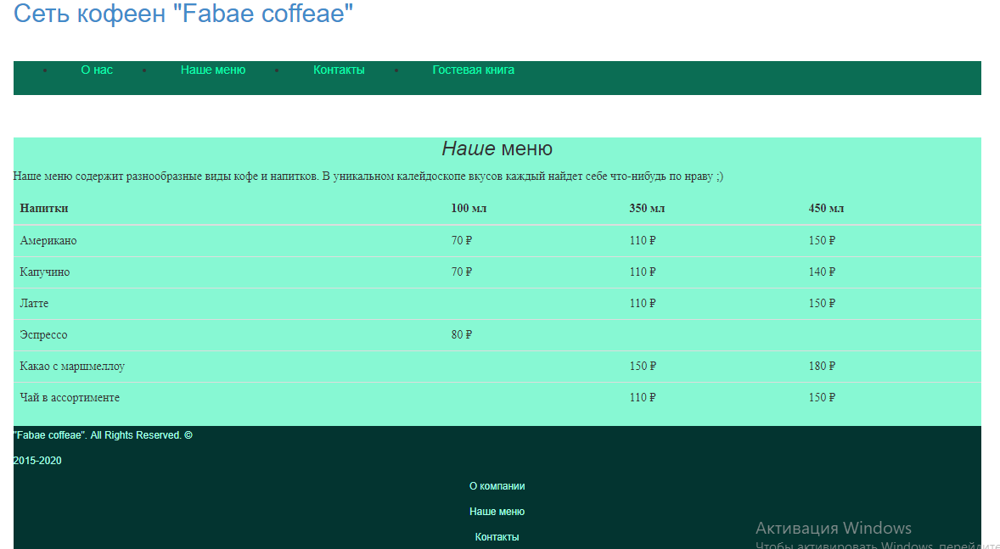 Сеть кофеен "Fabae coffeae"
О нас Наше меню Контакты Гостевая книга
Наше меню
Наше меню содержит разнообразные виды кофе и напитков. В уникальном калейдоскопе вкусов каждый найдет себе что-нибудь по нраву ;)
Напитки 100 мл 350 мл 450 мл
Американо 70 ₽ 110 ₽ 150 ₽
Капучино 70 ₽ 110 ₽ 140 ₽
Латте 110 ₽ 150 ₽
Эспрессо 80 ₽
Какао с маршмеллоу 150 ₽ 180 ₽
Чай в ассортименте 110 ₽ 150 ₽
"Fabae coffeae". All Rights Reserved. ©
2015-2020
О компании
Наше меню
Контакты
Активация Windows
Чтобы активировать Windows, перейдите